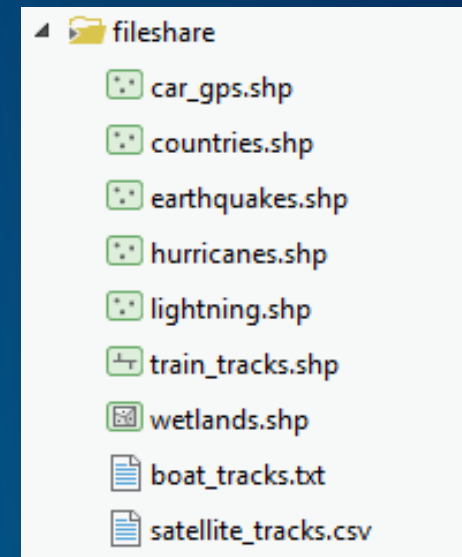 fileshare
car_gps.shp
countries.shp
earthquakes.shp
hurricanes.shp
lightning.shp
train_tracks.shp
wetlands.shp
boat_tracks.txt
satellite_tracks.csv